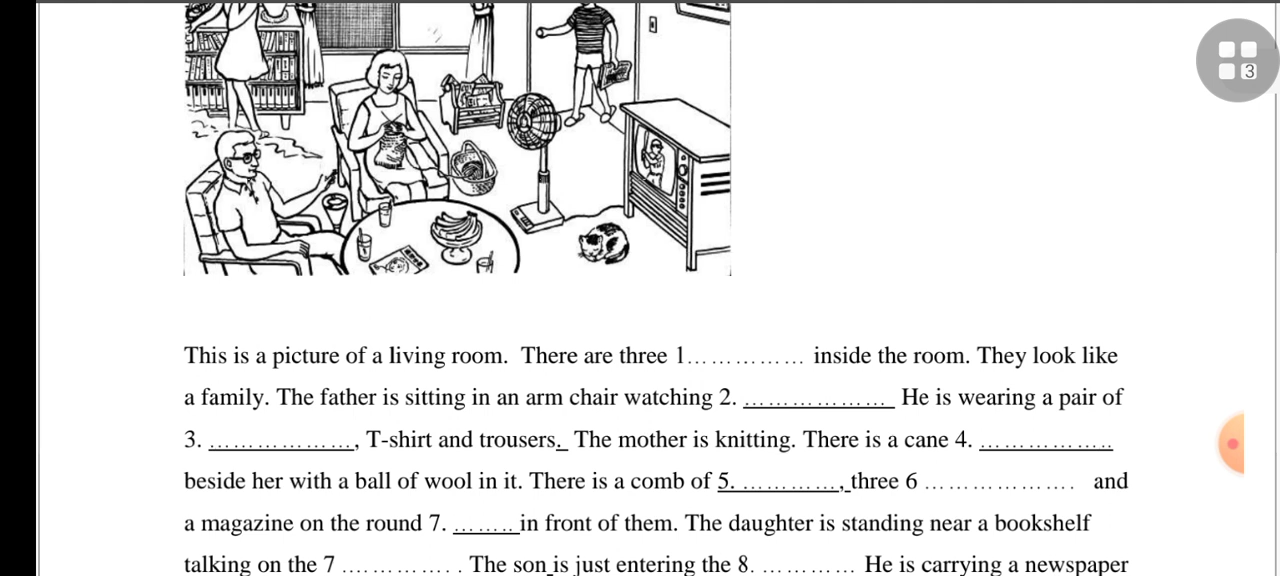 3
This is a picture of a living room.  There are three 1………………  inside the room. They look like
a family. The father is sitting in an arm chair watching 2. ……………… He is wearing a pair of
3. ………………, T-shirt and trousers.  The mother is knitting. There is a cane 4. ……………..
beside her with a ball of wool in it. There is a comb of 5. …………, three 6 ……………….  and
a magazine on the round 7. …….. in front of them. The daughter is standing near a bookshelf
talking on the 7 …………. . The son is just entering the 8. ………… He is carrying a newspaper